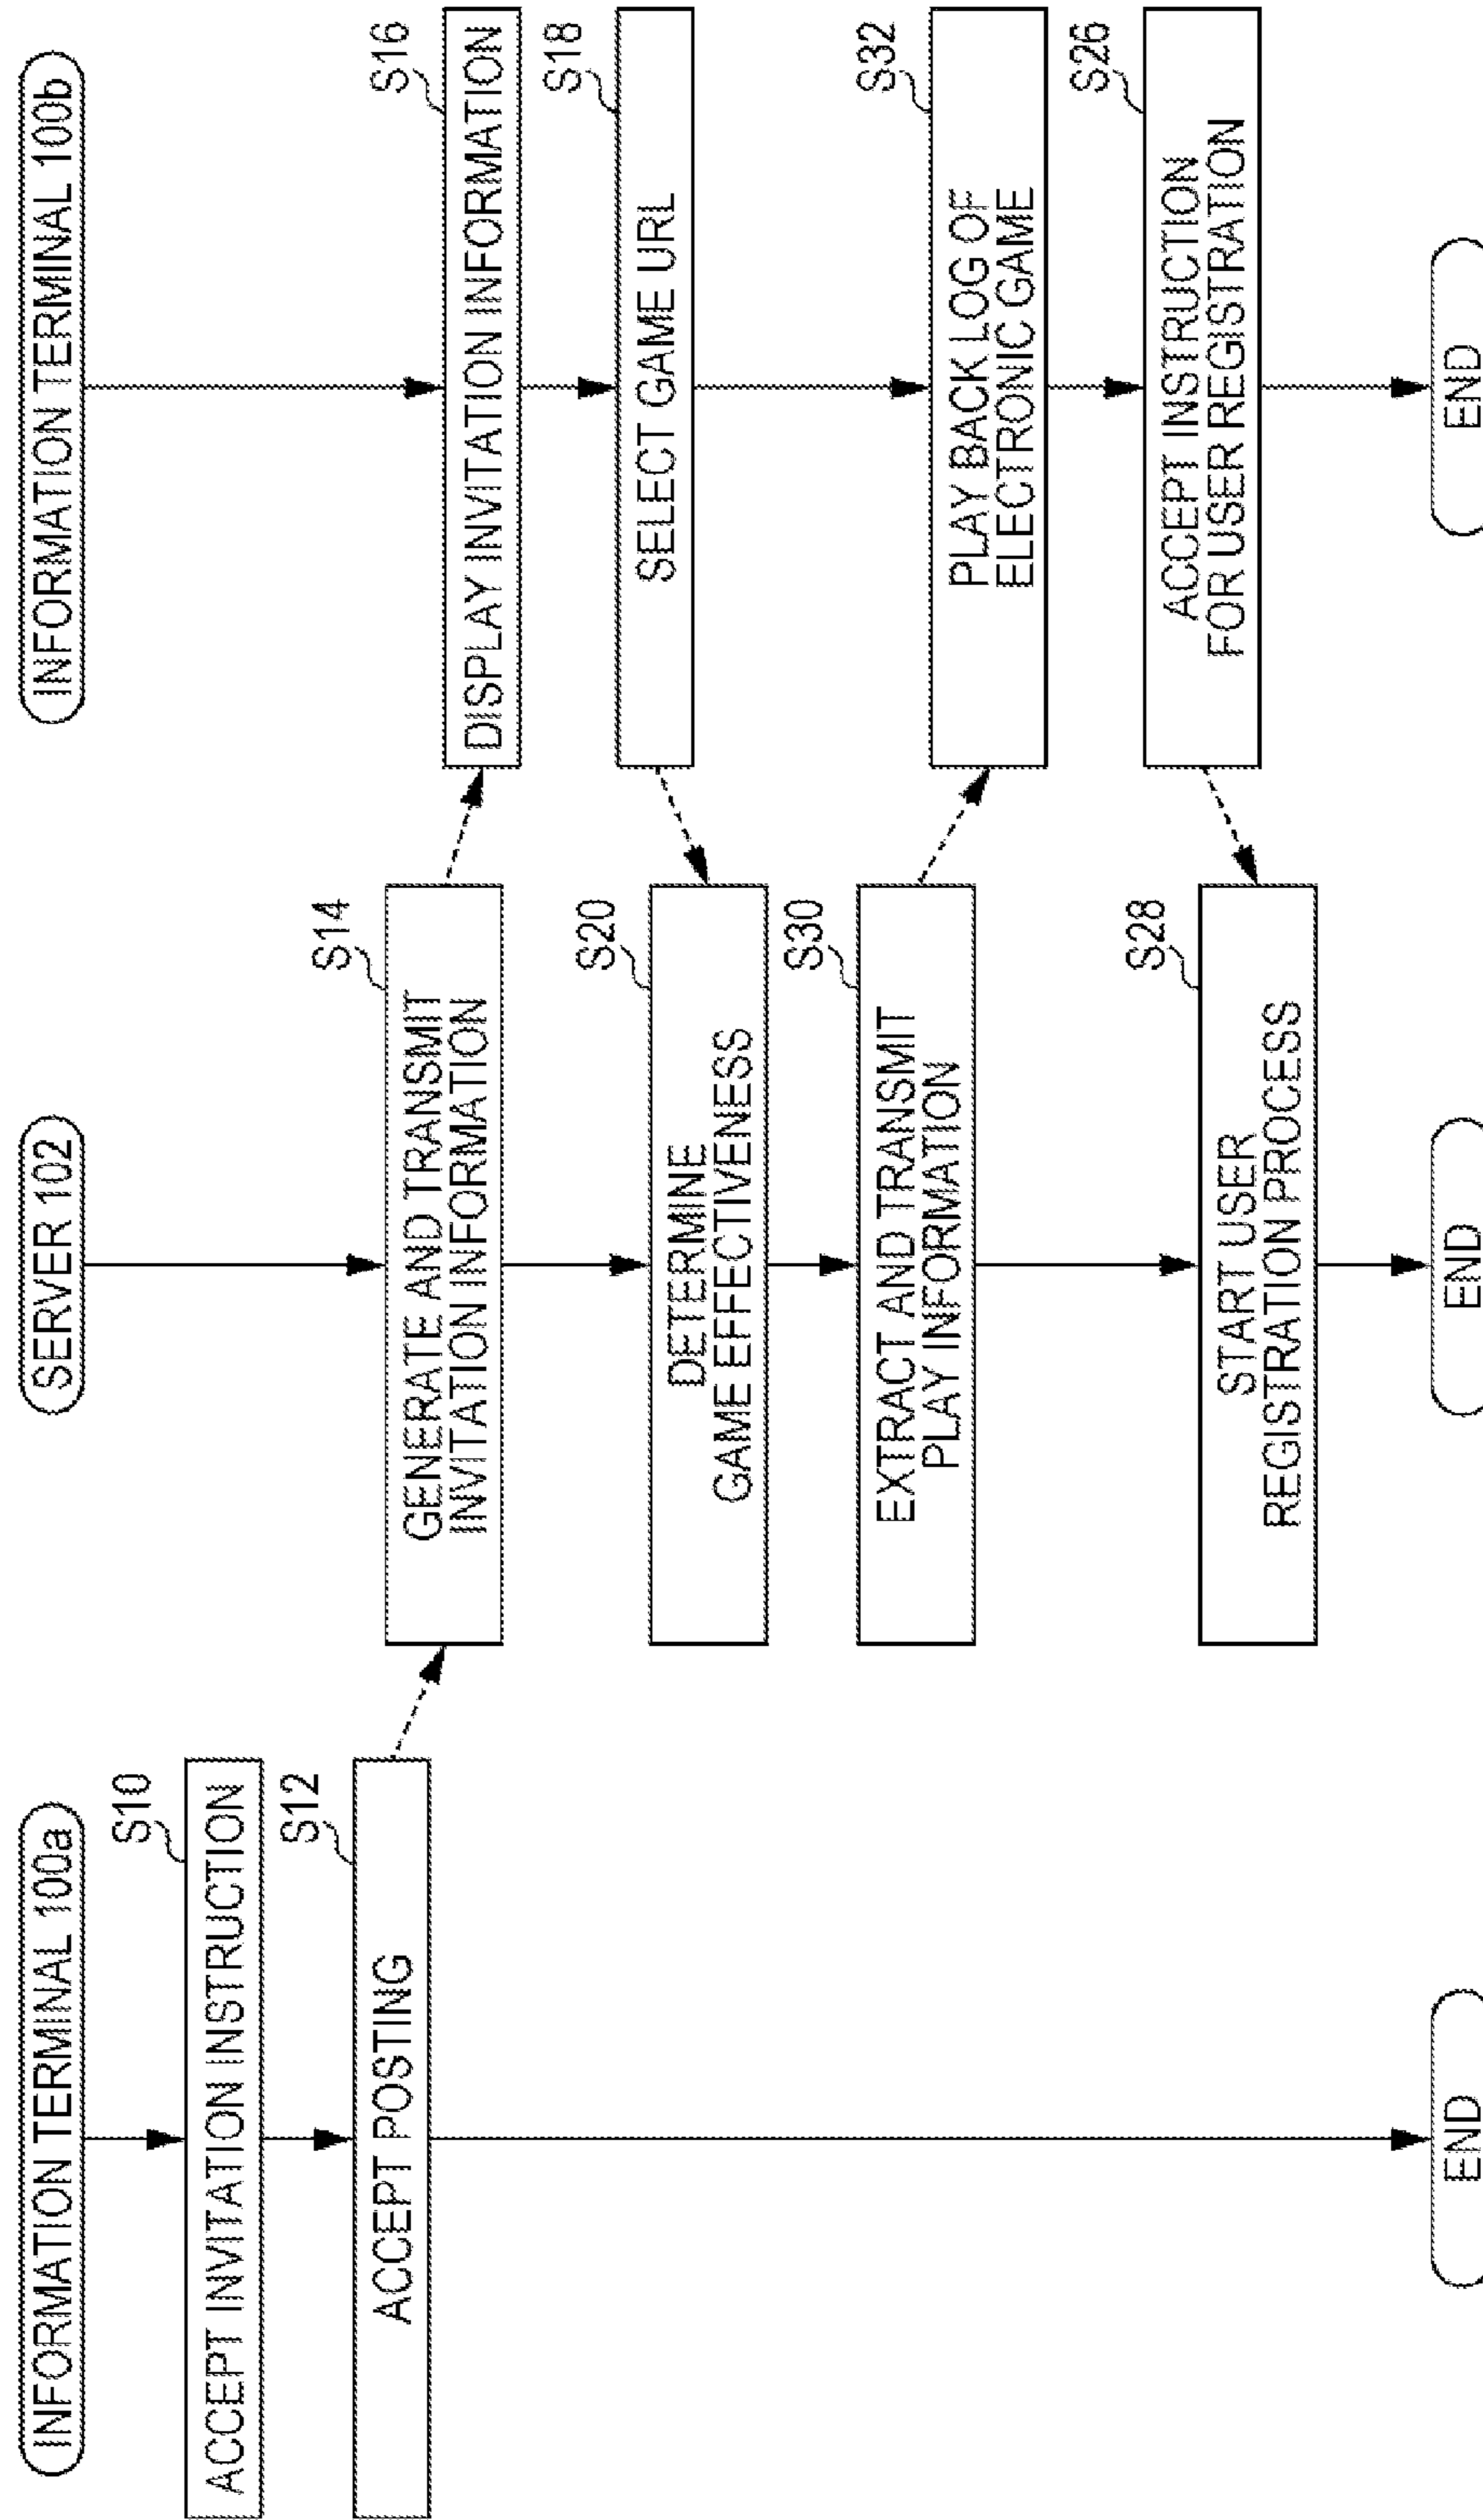 INFORMATION TERMINAL 100a
S10
ACCEPT INVITATION INSTRUCTION
S12
ACCEPT POSTING
END
SERVER 102
S14
GENERATE AND TRANSMIT
INVITATION INFORMATION
S20
DETERMINE
GAME EFFECTIVENESS
S30
EXTRACT AND TRANSMIT
PLAY INFORMATION
S28
START USER
REGISTRATION PROCESS
END
INFORMATION TERMINAL 100b
S16
DISPLAY INVITATION INFORMATION
S18
SELECT GAME URL
S32
PLAY BACK LOG OF
ELECTRONIC GAME
S26
ACCEPT INSTRUCTION
FOR USER REGISTRATION
END